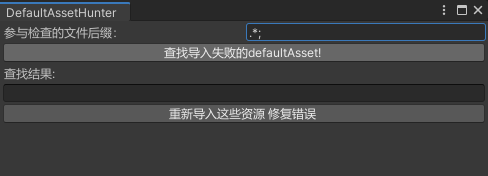 DefaultAssetHunter
参与检查的文件后缀:
.*;
查找导入失败的defaultAsset!
查找结果:
重新导入这些资源 修复错误